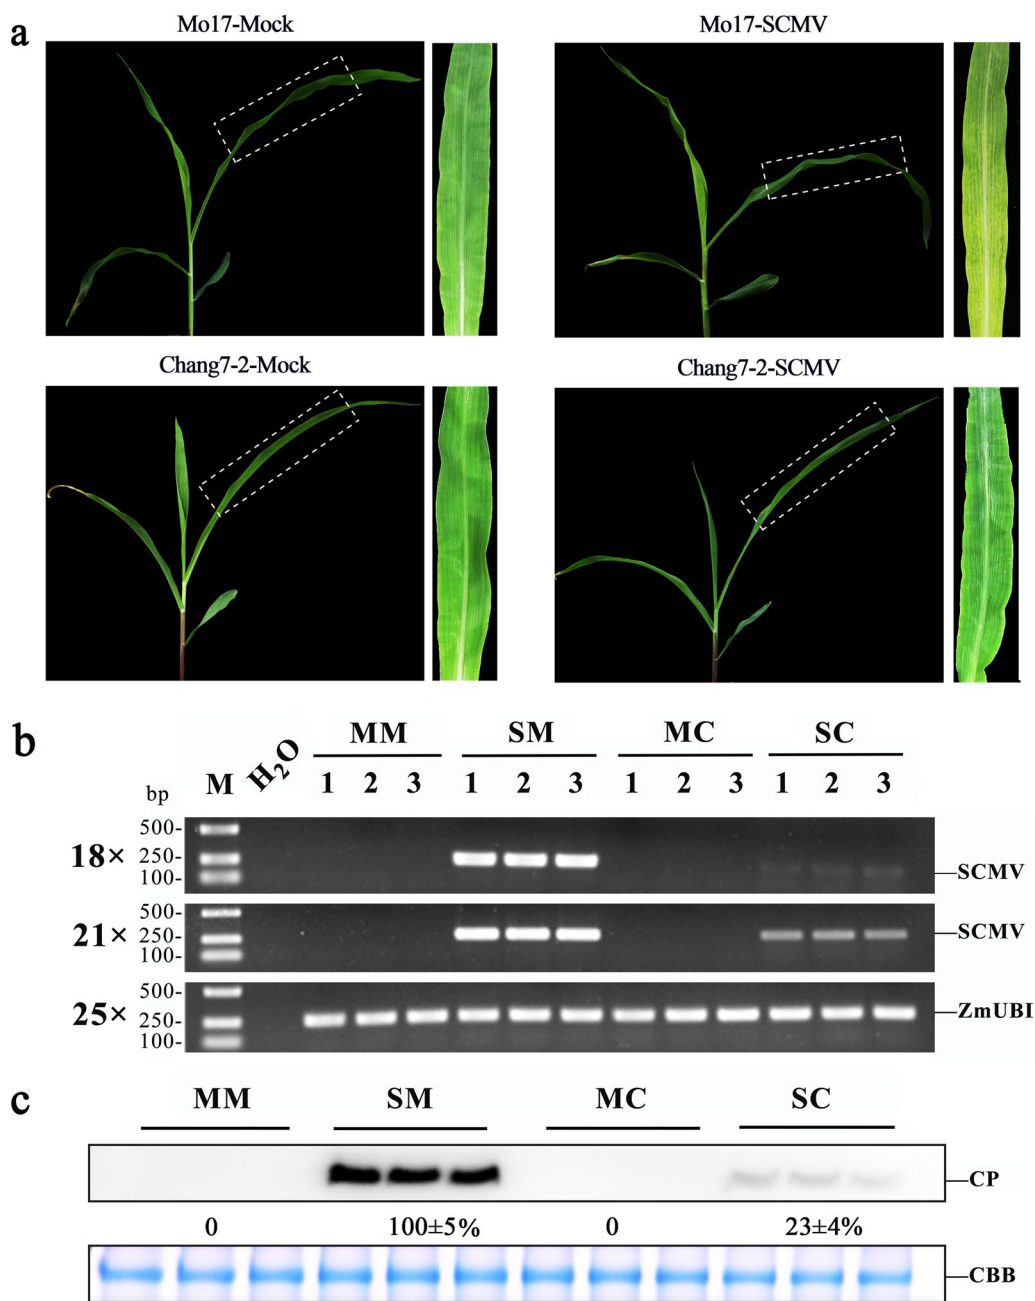 a
Mo17-Mock
Mo17-SCMV
Chang7-2-Mock
Chang7-2-SCMV
b
MM SM MC SC
bp M H₂O 1 2 3 1 2 3 1 2 3 1 2 3
18×
500-
250-
100-
SCMV
21×
500-
250-
100-
SCMV
25×
500-
250-
100-
ZmUBI
c
MM SM MC SC
CP
0 100±5% 0 23±4%
CBB